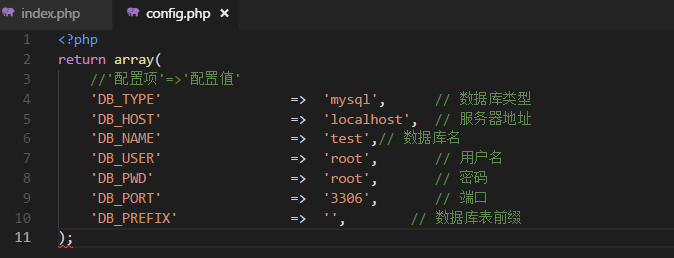 index.php config.php ×
1 <?php
2 return array(
3 //'配置项'=>'配置值'
4 'DB_TYPE' => 'mysql', // 数据库类型
5 'DB_HOST' => 'localhost', // 服务器地址
6 'DB_NAME' => 'test',// 数据库名
7 'DB_USER' => 'root', // 用户名
8 'DB_PWD' => 'root', // 密码
9 'DB_PORT' => '3306', // 端口
10 'DB_PREFIX' => '', // 数据库表前缀
11 );